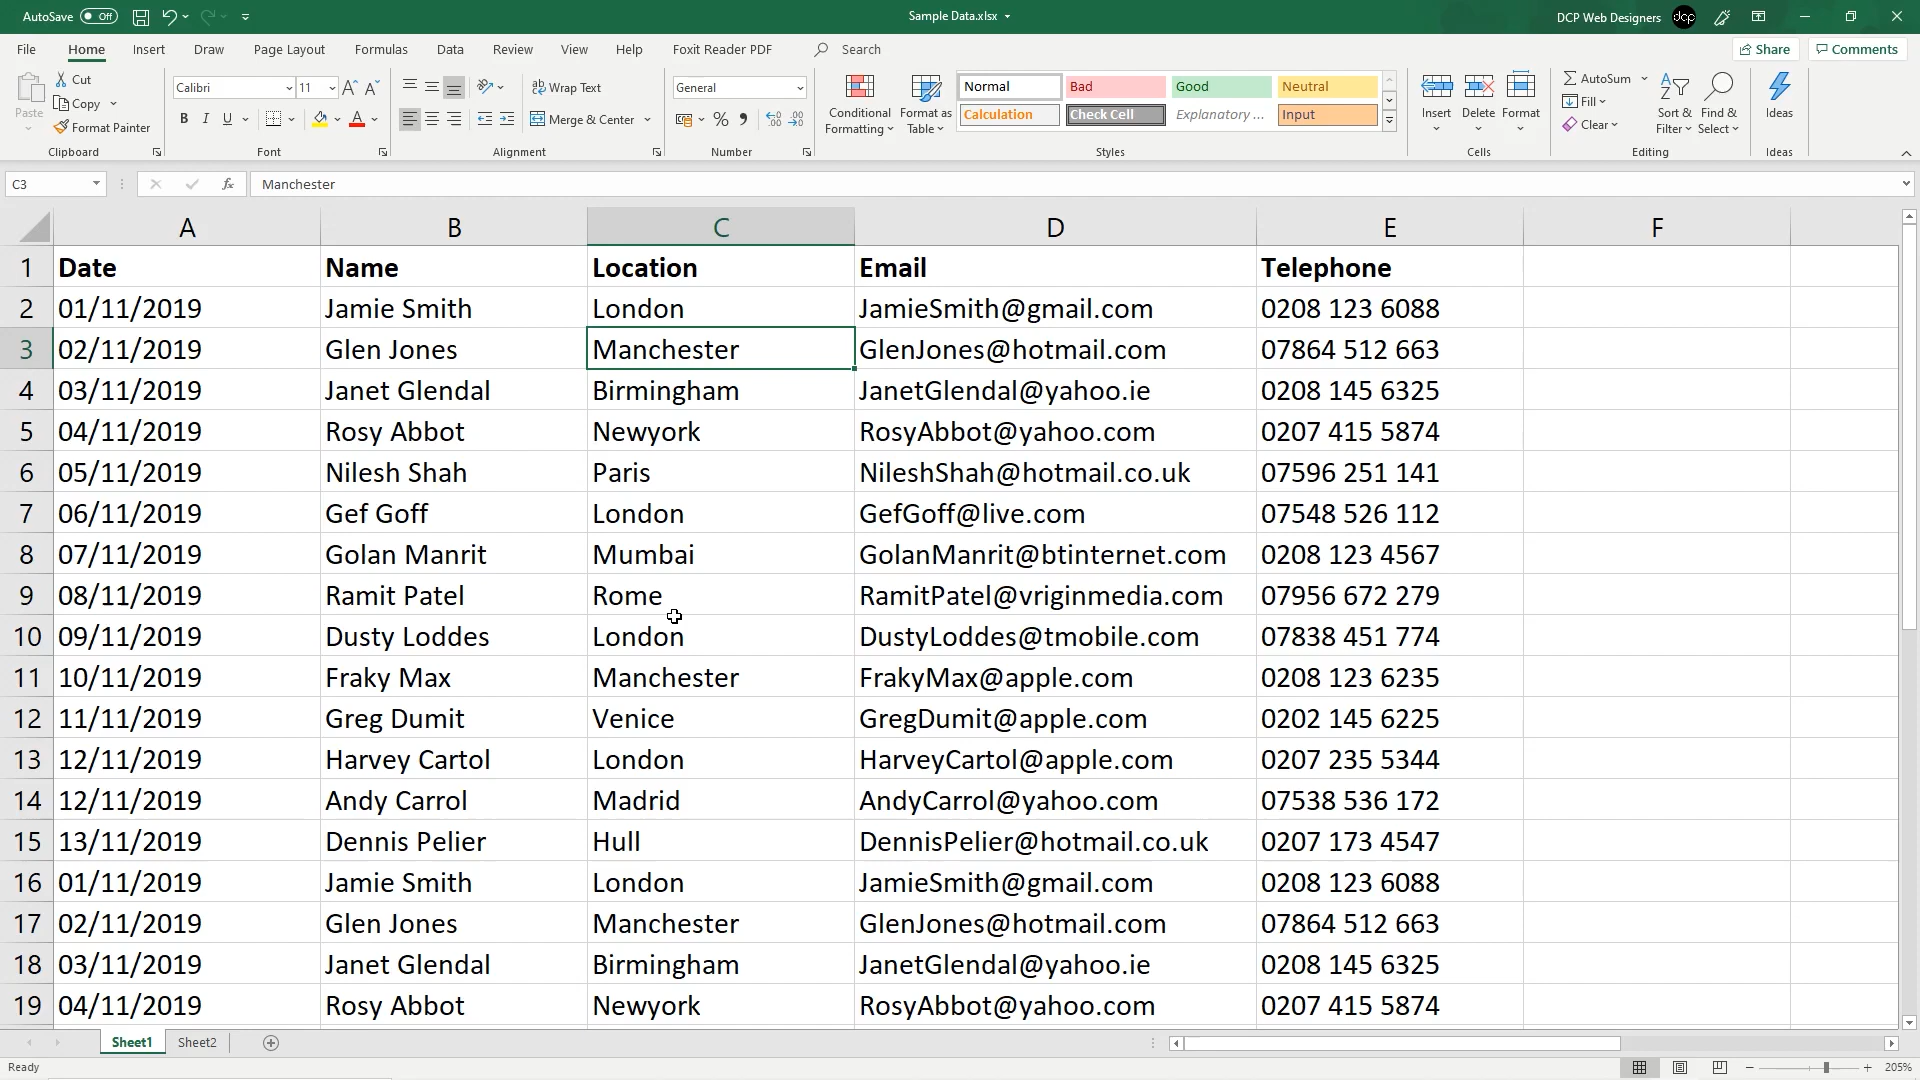 AutoSave Off Sample Data.xlsx DCP Web Designers dcp
File Home Insert Draw Page Layout Formulas Data Review View Help Foxit Reader PDF Search Share Comments
Paste Cut Copy Format Painter Clipboard
Calibri 11 A A B I U A Font
ab Wrap Text Merge & Center Alignment
General % Number
Conditional Formatting Format as Table Normal Bad Good Neutral Calculation Check Cell Explanatory ... Input Styles
Insert Delete Format Cells
AutoSum Fill Clear Sort & Filter Find & Select Editing
Ideas Ideas
C3 fx Manchester
A B C D E F
1 Date Name Location Email Telephone
2 01/11/2019 Jamie Smith London JamieSmith@gmail.com 0208 123 6088
3 02/11/2019 Glen Jones Manchester GlenJones@hotmail.com 07864 512 663
4 03/11/2019 Janet Glendal Birmingham JanetGlendal@yahoo.ie 0208 145 6325
5 04/11/2019 Rosy Abbot Newyork RosyAbbot@yahoo.com 0207 415 5874
6 05/11/2019 Nilesh Shah Paris NileshShah@hotmail.co.uk 07596 251 141
7 06/11/2019 Gef Goff London GefGoff@live.com 07548 526 112
8 07/11/2019 Golan Manrit Mumbai GolanManrit@btinternet.com 0208 123 4567
9 08/11/2019 Ramit Patel Rome RamitPatel@vriginmedia.com 07956 672 279
10 09/11/2019 Dusty Loddes London DustyLoddes@tmobile.com 07838 451 774
11 10/11/2019 Fraky Max Manchester FrakyMax@apple.com 0208 123 6235
12 11/11/2019 Greg Dumit Venice GregDumit@apple.com 0202 145 6225
13 12/11/2019 Harvey Cartol London HarveyCartol@apple.com 0207 235 5344
14 12/11/2019 Andy Carrol Madrid AndyCarrol@yahoo.com 07538 536 172
15 13/11/2019 Dennis Pelier Hull DennisPelier@hotmail.co.uk 0207 173 4547
16 01/11/2019 Jamie Smith London JamieSmith@gmail.com 0208 123 6088
17 02/11/2019 Glen Jones Manchester GlenJones@hotmail.com 07864 512 663
18 03/11/2019 Janet Glendal Birmingham JanetGlendal@yahoo.ie 0208 145 6325
19 04/11/2019 Rosy Abbot Newyork RosyAbbot@yahoo.com 0207 415 5874
Sheet1 Sheet2
Ready 205%